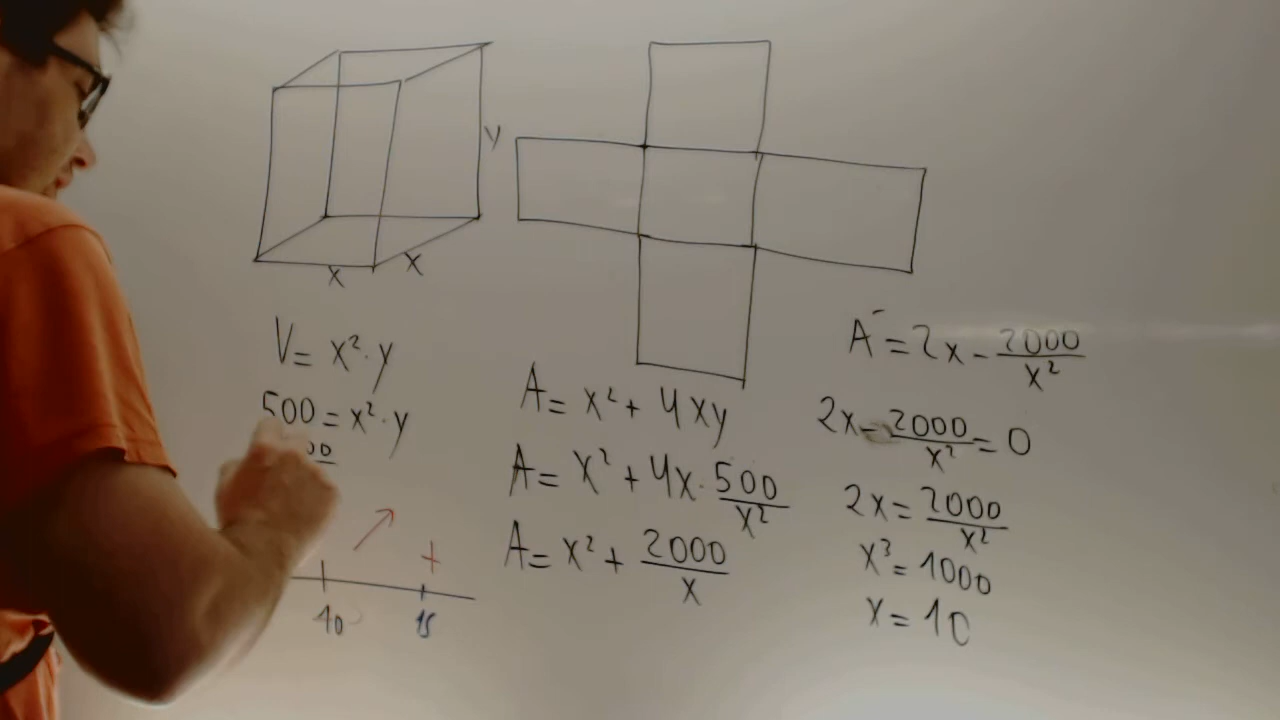 y
x x
V = x² · y
500 = x² · y
00
+
10 15
A = x² + 4xy
A = x² + 4x · 500/x²
A = x² + 2000/x
A' = 2x - 2000/x²
2x - 2000/x² = 0
2x = 2000/x²
x³ = 1000
x = 10